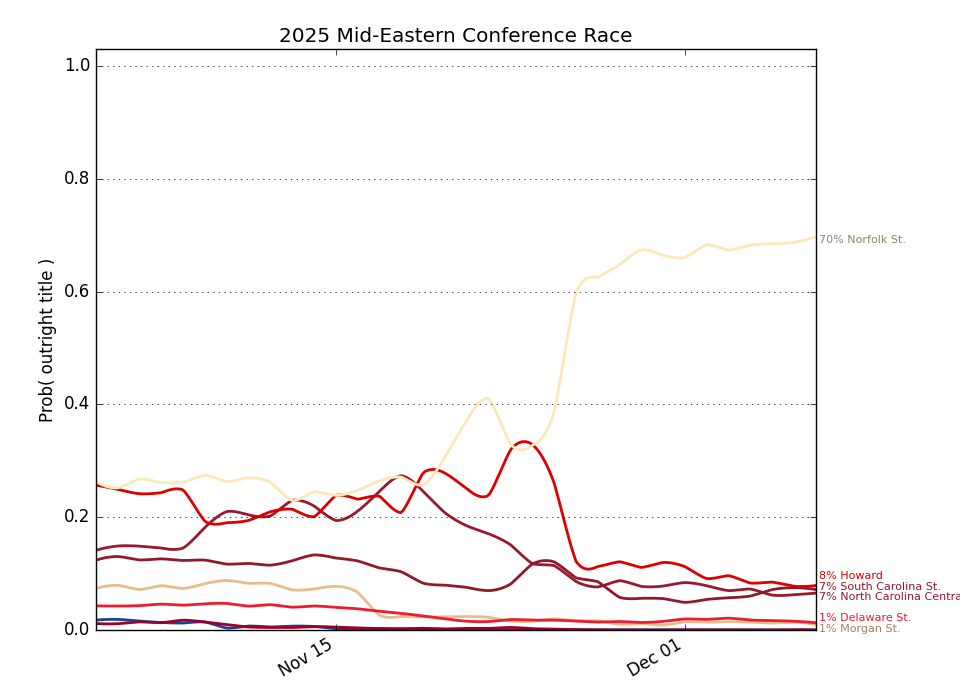 2025 Mid-Eastern Conference Race
1.0
0.8
0.6
0.4
0.2
0.0
Prob( outright title )
Nov 15
Dec 01
70% Norfolk St.
8% Howard
7% South Carolina St.
7% North Carolina Centra
1% Delaware St.
1% Morgan St.